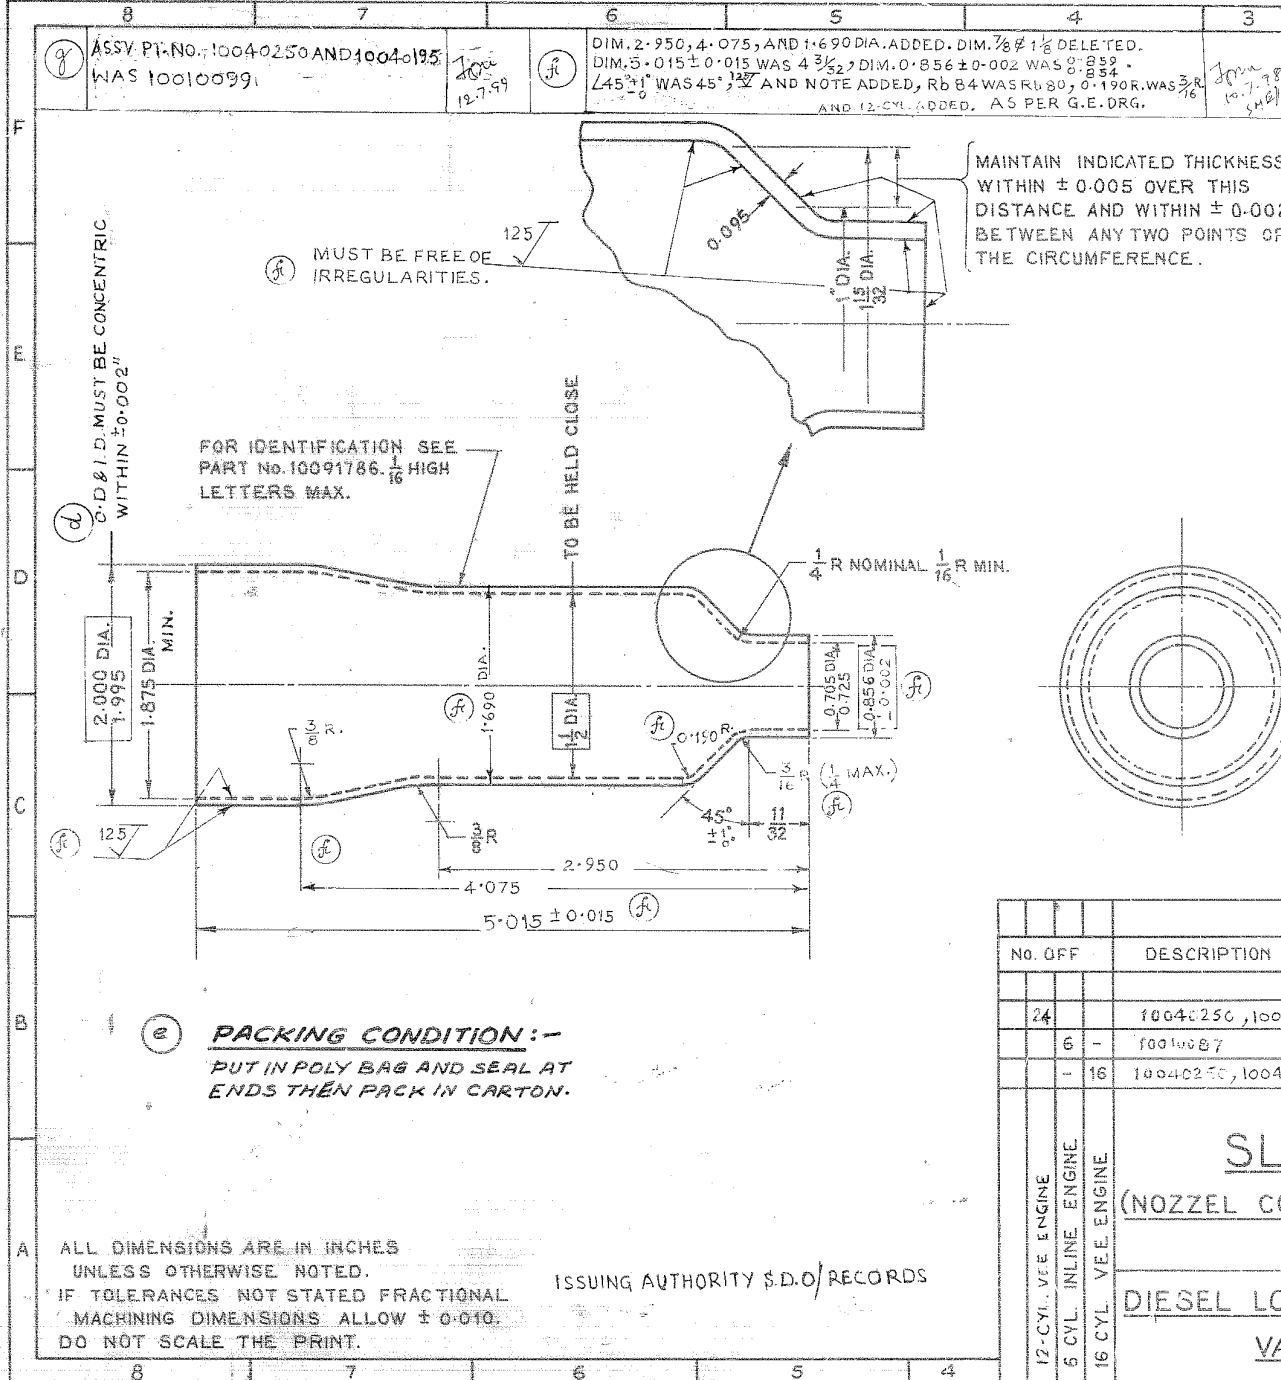 8 7 6 5 4 3
g ASSY. PT. NO. 10040250 AND 10040195
WAS 10010099.
12.7.99
h DIM. 2.950, 4.075, AND 1.690 DIA. ADDED. DIM. 7/8 & 1 1/8 DELETED.
DIM. 5.015 ± 0.015 WAS 4 31/32, DIM. 0.856 ± 0.002 WAS 0.859 0.854.
∠45° +1° -0 WAS 45°, 125 AND NOTE ADDED, Rb 84 WAS Rb 80, 0.190 R. WAS 3/16 R.
AND 12-CYL. ADDED. AS PER G.E. DRG.
F
MAINTAIN INDICATED THICKNESS
WITHIN ± 0.005 OVER THIS
DISTANCE AND WITHIN ± 0.002
BETWEEN ANY TWO POINTS OF
THE CIRCUMFERENCE.
0.095
125
h MUST BE FREE OF
IRREGULARITIES.
1" DIA.
1 15/32 DIA.
E
d O.D & I.D. MUST BE CONCENTRIC
WITHIN ± 0.002"
FOR IDENTIFICATION SEE
PART No. 10091786. 1/16 HIGH
LETTERS MAX.
TO BE HELD CLOSE
D
1/4 R NOMINAL 1/16 R MIN.
2.000 DIA.
1.995
1.875 DIA.
MIN.
h 1.690 DIA.
1 1/2 DIA.
0.705 DIA.
0.725
0.856 DIA.
± 0.002
h
3/8 R.
h 0.190 R.
3/16 R (1/4 MAX.)
h
C
h 125
h
3/8 R
45°
+1°
-0°
11/32
2.950
4.075
5.015 ± 0.015 h
No. OFF DESCRIPTION
24 10040250, 100
6 - 10010087
- 16 10040250, 1004
B
e PACKING CONDITION :-
PUT IN POLY BAG AND SEAL AT
ENDS THEN PACK IN CARTON.
12-CYL. VEE ENGINE
6 CYL. INLINE ENGINE
16 CYL. VEE ENGINE
SL
(NOZZEL CO
DIESEL LO
VA
A
ALL DIMENSIONS ARE IN INCHES
UNLESS OTHERWISE NOTED.
IF TOLERANCES NOT STATED FRACTIONAL
MACHINING DIMENSIONS ALLOW ± 0.010.
DO NOT SCALE THE PRINT.
ISSUING AUTHORITY S.D.O/RECORDS
8 7 6 5 4